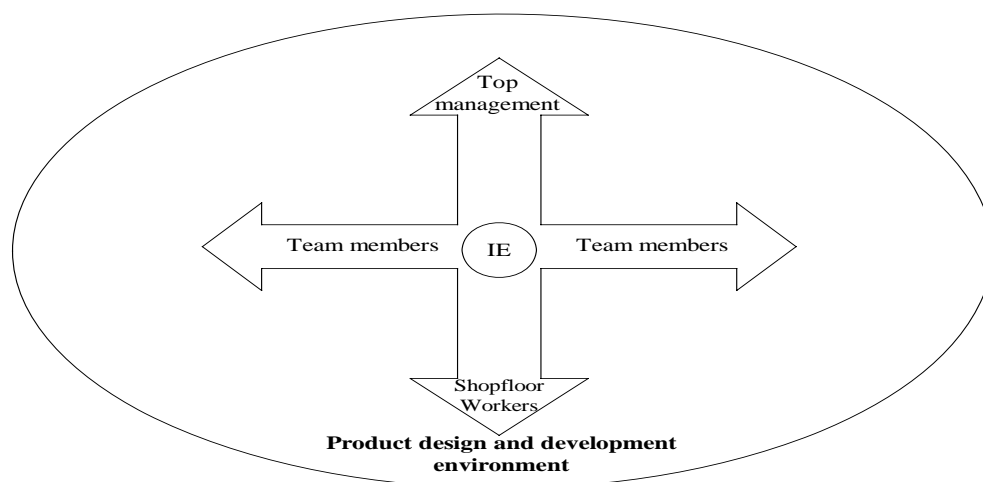 Top
management
Team members
IE
Team members
Shopfloor
Workers
Product design and development
environment